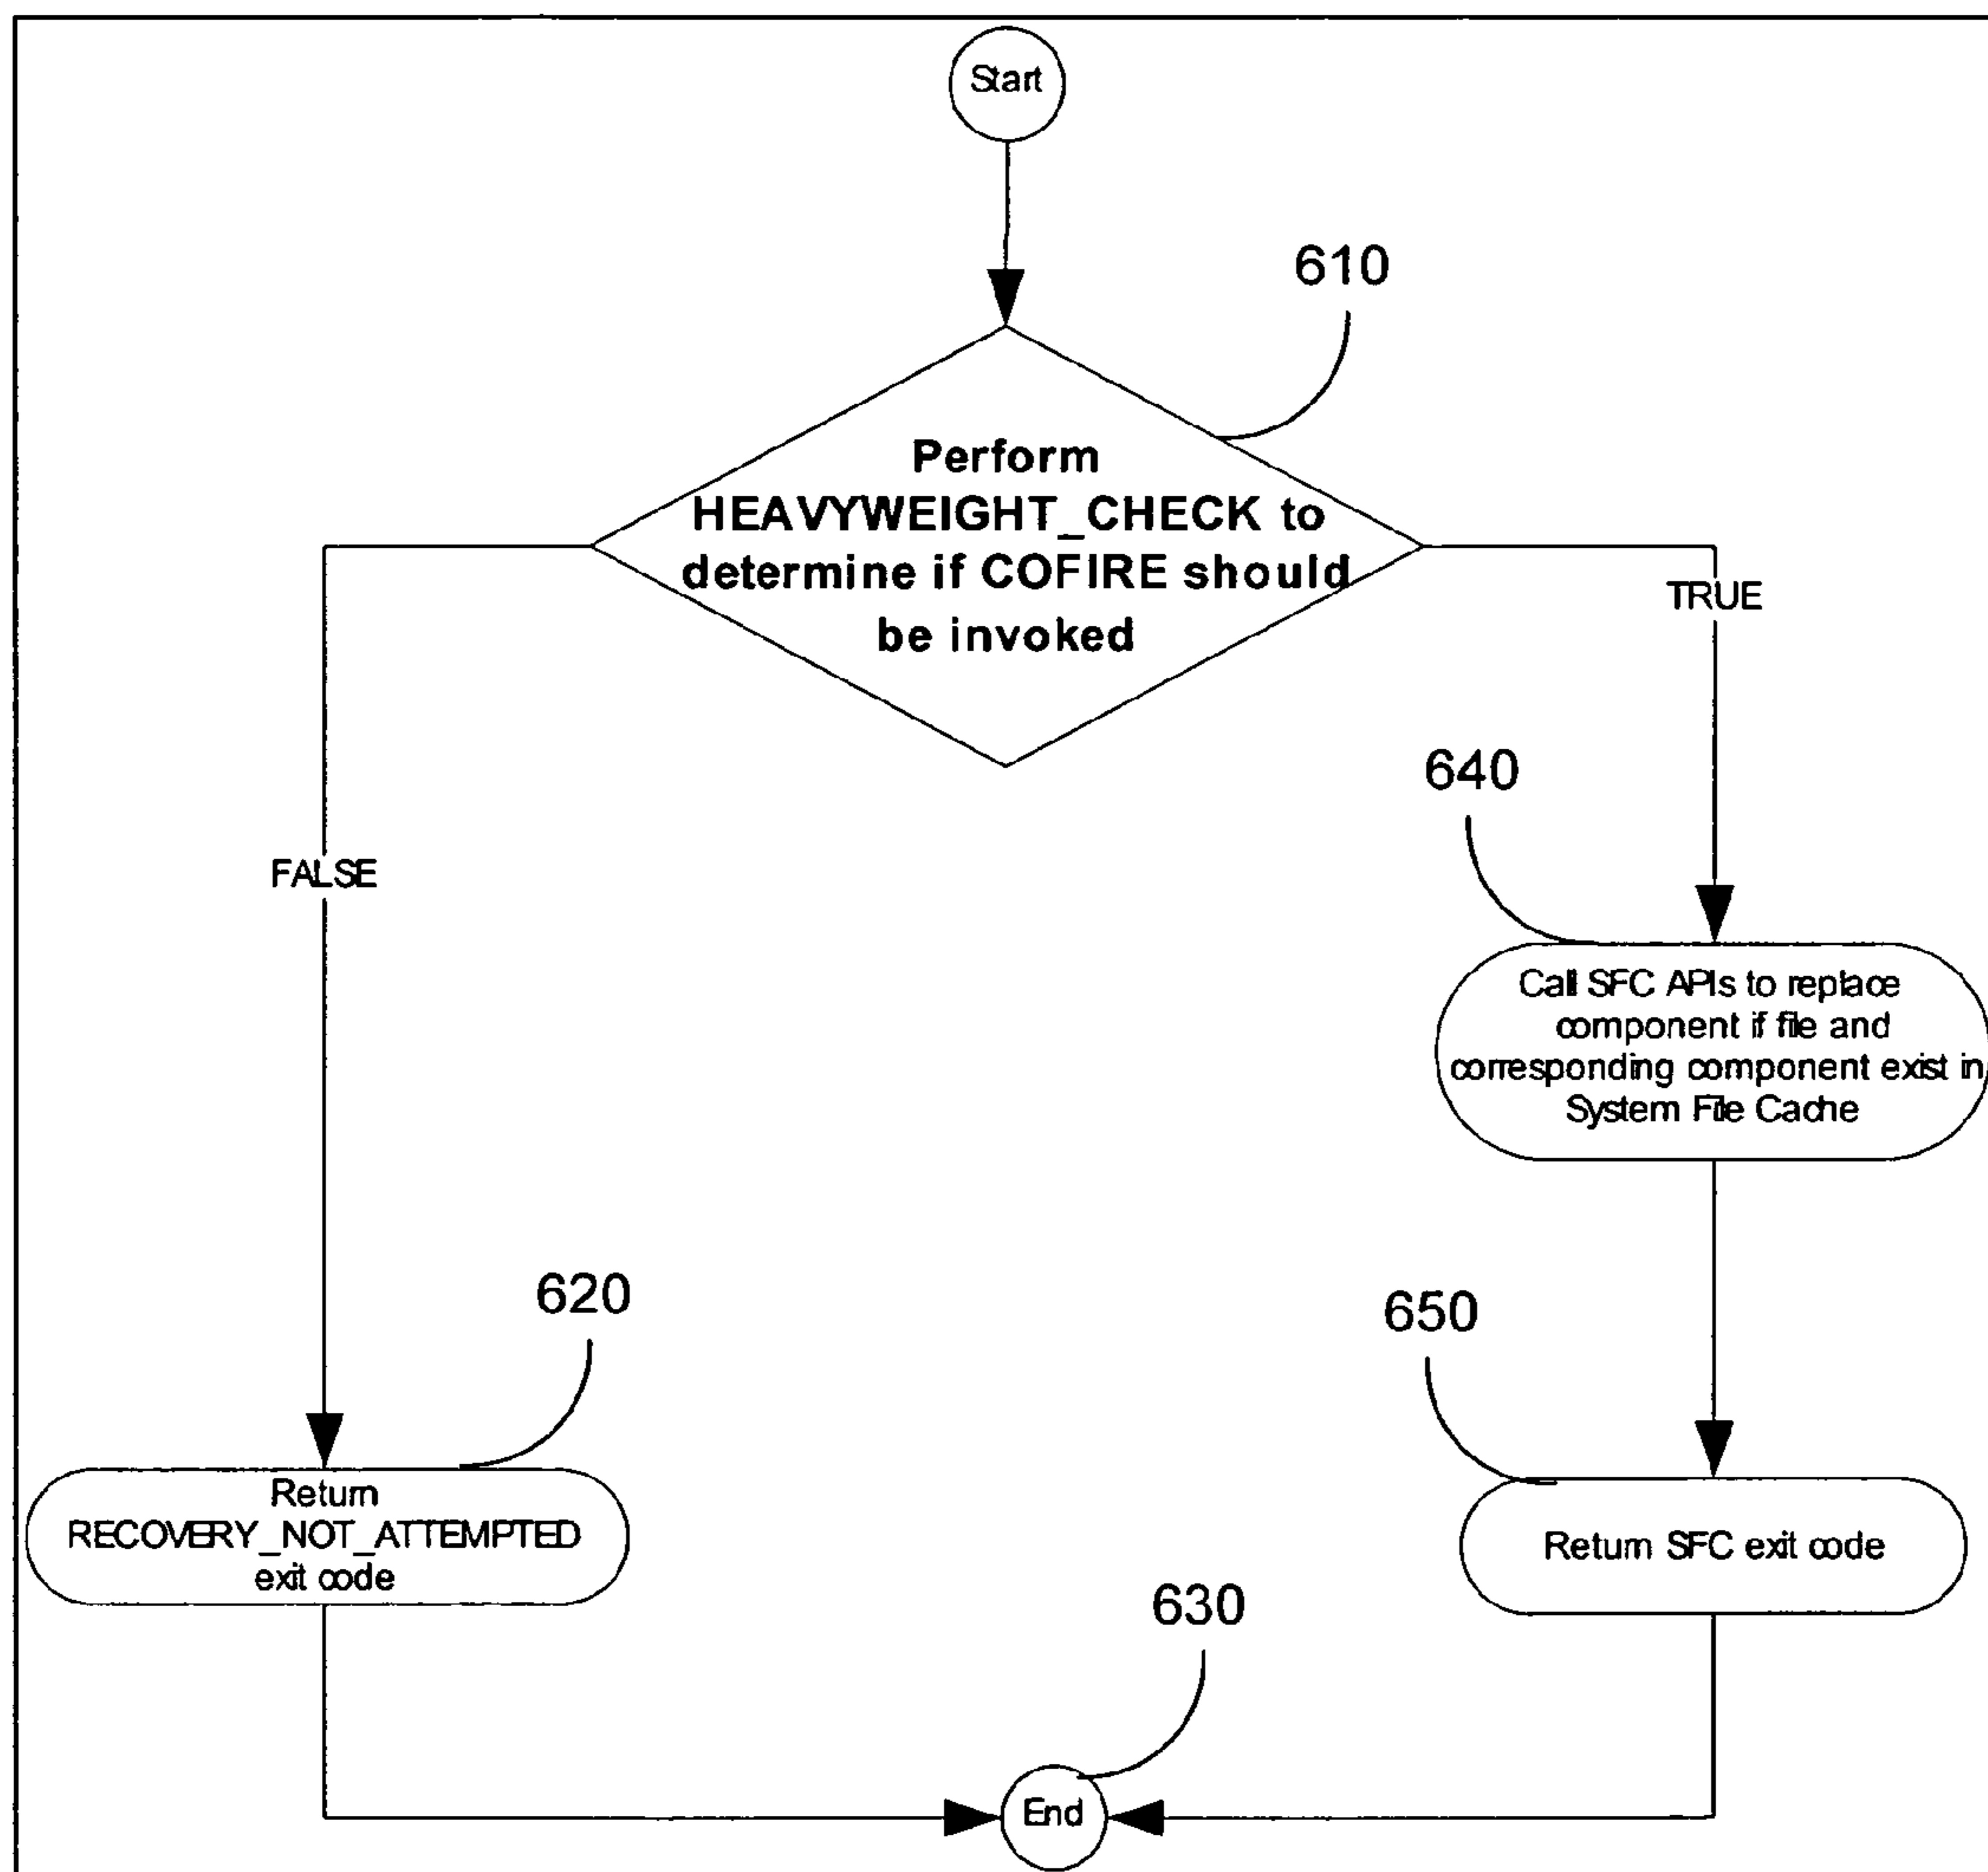 Start
610
Perform
HEAVYWEIGHT_CHECK to
determine if COFIRE should
be invoked
TRUE
640
FALSE
Call SFC APIs to replace
component if file and
corresponding component exist in
System File Cache
620
650
Return
RECOVERY_NOT_ATTEMPTED
exit code
Return SFC exit code
630
End